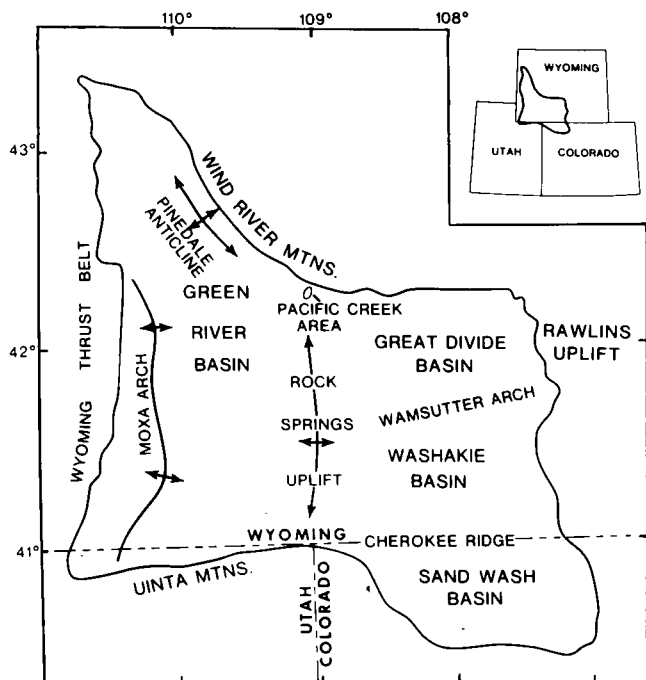 110°
109°
108°
WYOMING
UTAH
COLORADO
43°
WIND RIVER MTNS.
PINEDALE
ANTICLINE
WYOMING THRUST BELT
GREEN
RIVER
BASIN
PACIFIC CREEK
AREA
GREAT DIVIDE
BASIN
RAWLINS
UPLIFT
42°
MOXA ARCH
ROCK
SPRINGS
UPLIFT
WAMSUTTER ARCH
WASHAKIE
BASIN
WYOMING
CHEROKEE RIDGE
41°
UINTA MTNS.
UTAH
COLORADO
SAND WASH
BASIN